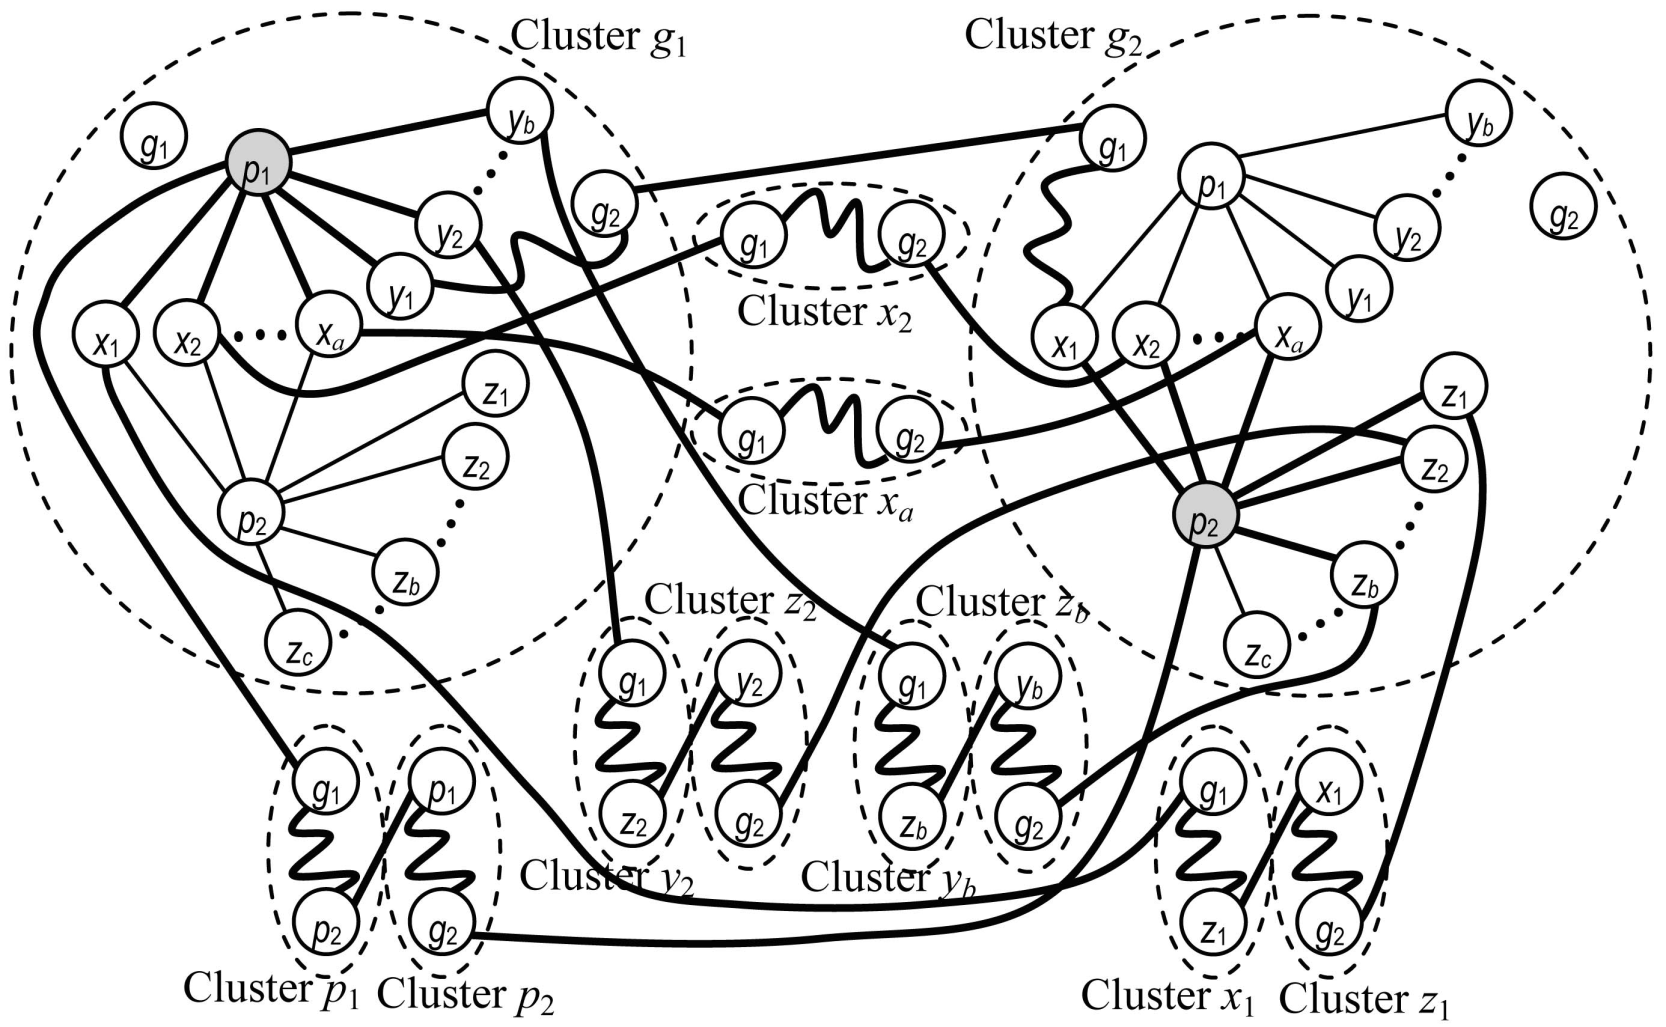 Cluster g1
Cluster g2
yb
yb
g1
g1
p1
p1
g2
g2
y2
y2
g1
g2
y1
y1
Cluster x2
x1
x2
xa
x1
x2
xa
z1
z1
g1
g2
z2
z2
Cluster xa
p2
p2
zb
zb
Cluster z2
Cluster zb
zc
zc
g1
y2
g1
yb
g1
p1
g1
x1
z2
g2
zb
g2
Cluster y2
Cluster yb
p2
g2
z1
g2
Cluster p1
Cluster p2
Cluster x1
Cluster z1